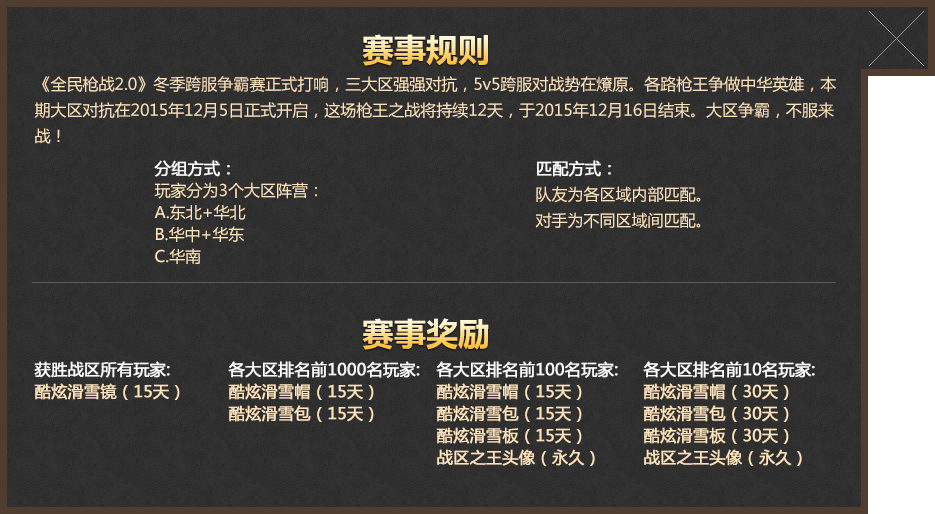 赛事规则
《全民枪战2.0》冬季跨服争霸赛正式打响，三大区强强对抗，5v5跨服对战势在燎原。各路枪王争做中华英雄，本
期大区对抗在2015年12月5日正式开启，这场枪王之战将持续12天，于2015年12月16日结束。大区争霸，不服来
战！
分组方式：
玩家分为3个大区阵营：
A.东北+华北
B.华中+华东
C.华南
匹配方式：
队友为各区域内部匹配。
对手为不同区域间匹配。
赛事奖励
获胜战区所有玩家:
酷炫滑雪镜（15天）
各大区排名前1000名玩家:
酷炫滑雪帽（15天）
酷炫滑雪包（15天）
各大区排名前100名玩家:
酷炫滑雪帽（15天）
酷炫滑雪包（15天）
酷炫滑雪板（15天）
战区之王头像（永久）
各大区排名前10名玩家:
酷炫滑雪帽（30天）
酷炫滑雪包（30天）
酷炫滑雪板（30天）
战区之王头像（永久）